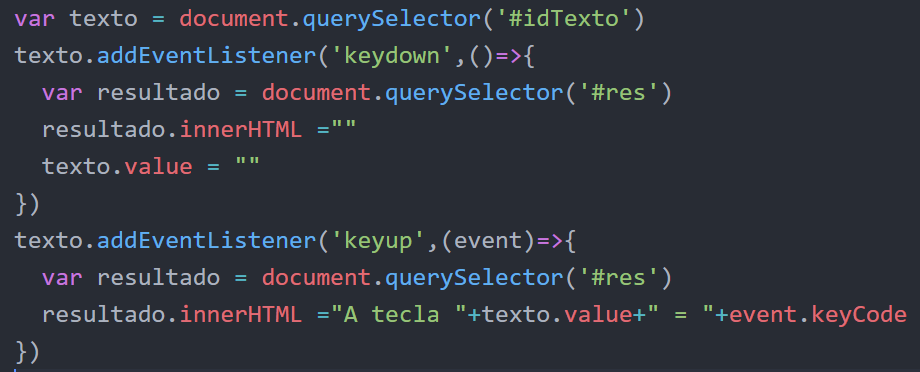 var texto = document.querySelector('#idTexto')
texto.addEventListener('keydown',()=>{
  var resultado = document.querySelector('#res')
  resultado.innerHTML =""
  texto.value = ""
})
texto.addEventListener('keyup',(event)=>{
  var resultado = document.querySelector('#res')
  resultado.innerHTML ="A tecla "+texto.value+" = "+event.keyCode
})